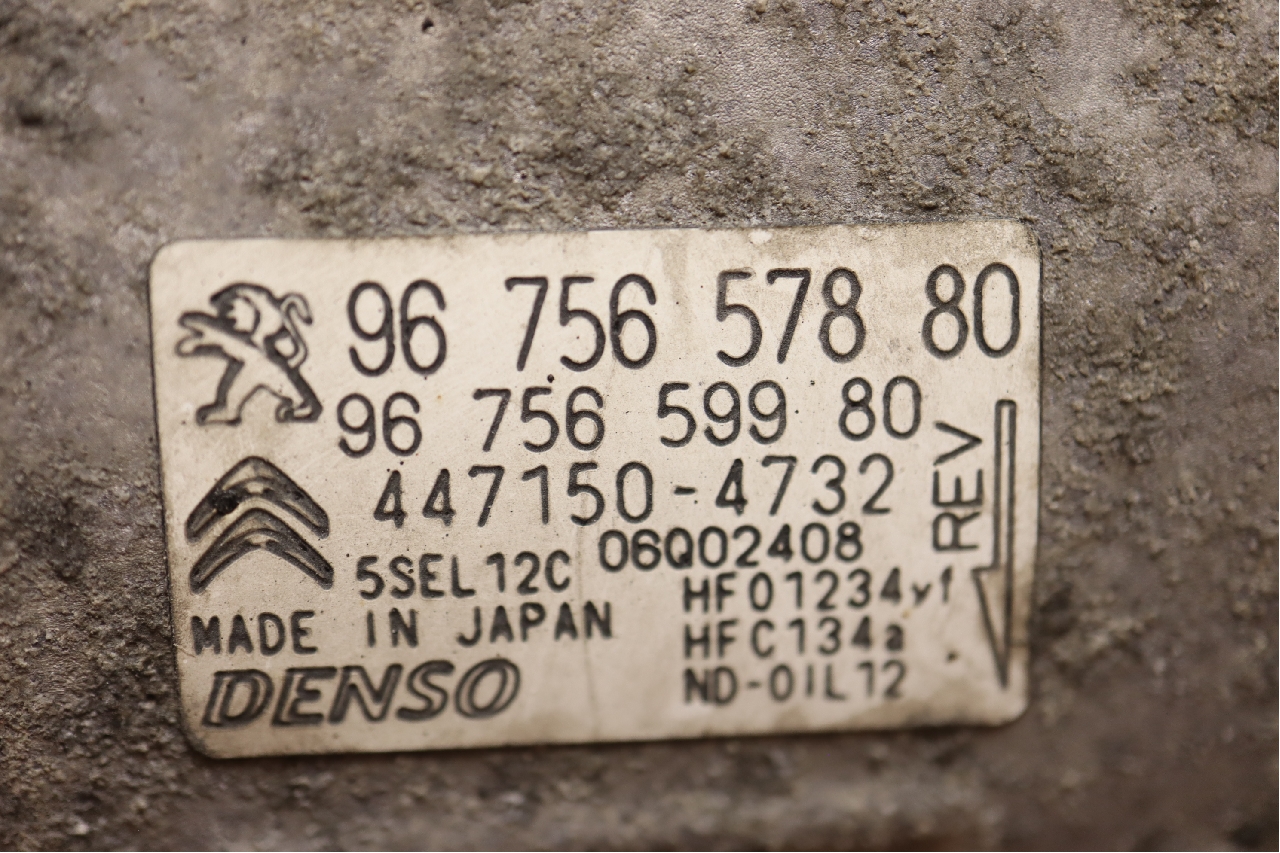 96 756 578 80
96 756 599 80
447150-4732
5SEL12C 06Q02408
HF01234yf
MADE IN JAPAN HFC134a
DENSO ND-OIL12
REV